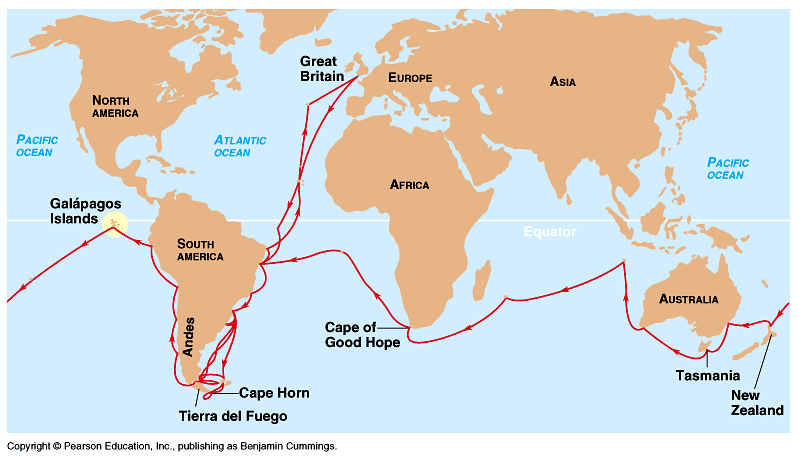 Great
Britain
EUROPE
ASIA
NORTH
AMERICA
PACIFIC
OCEAN
ATLANTIC
OCEAN
PACIFIC
OCEAN
AFRICA
Galápagos
Islands
SOUTH
AMERICA
Equator
AUSTRALIA
Andes
Cape of
Good Hope
Cape Horn
Tierra del Fuego
Tasmania
New
Zealand
Copyright © Pearson Education, Inc., publishing as Benjamin Cummings.